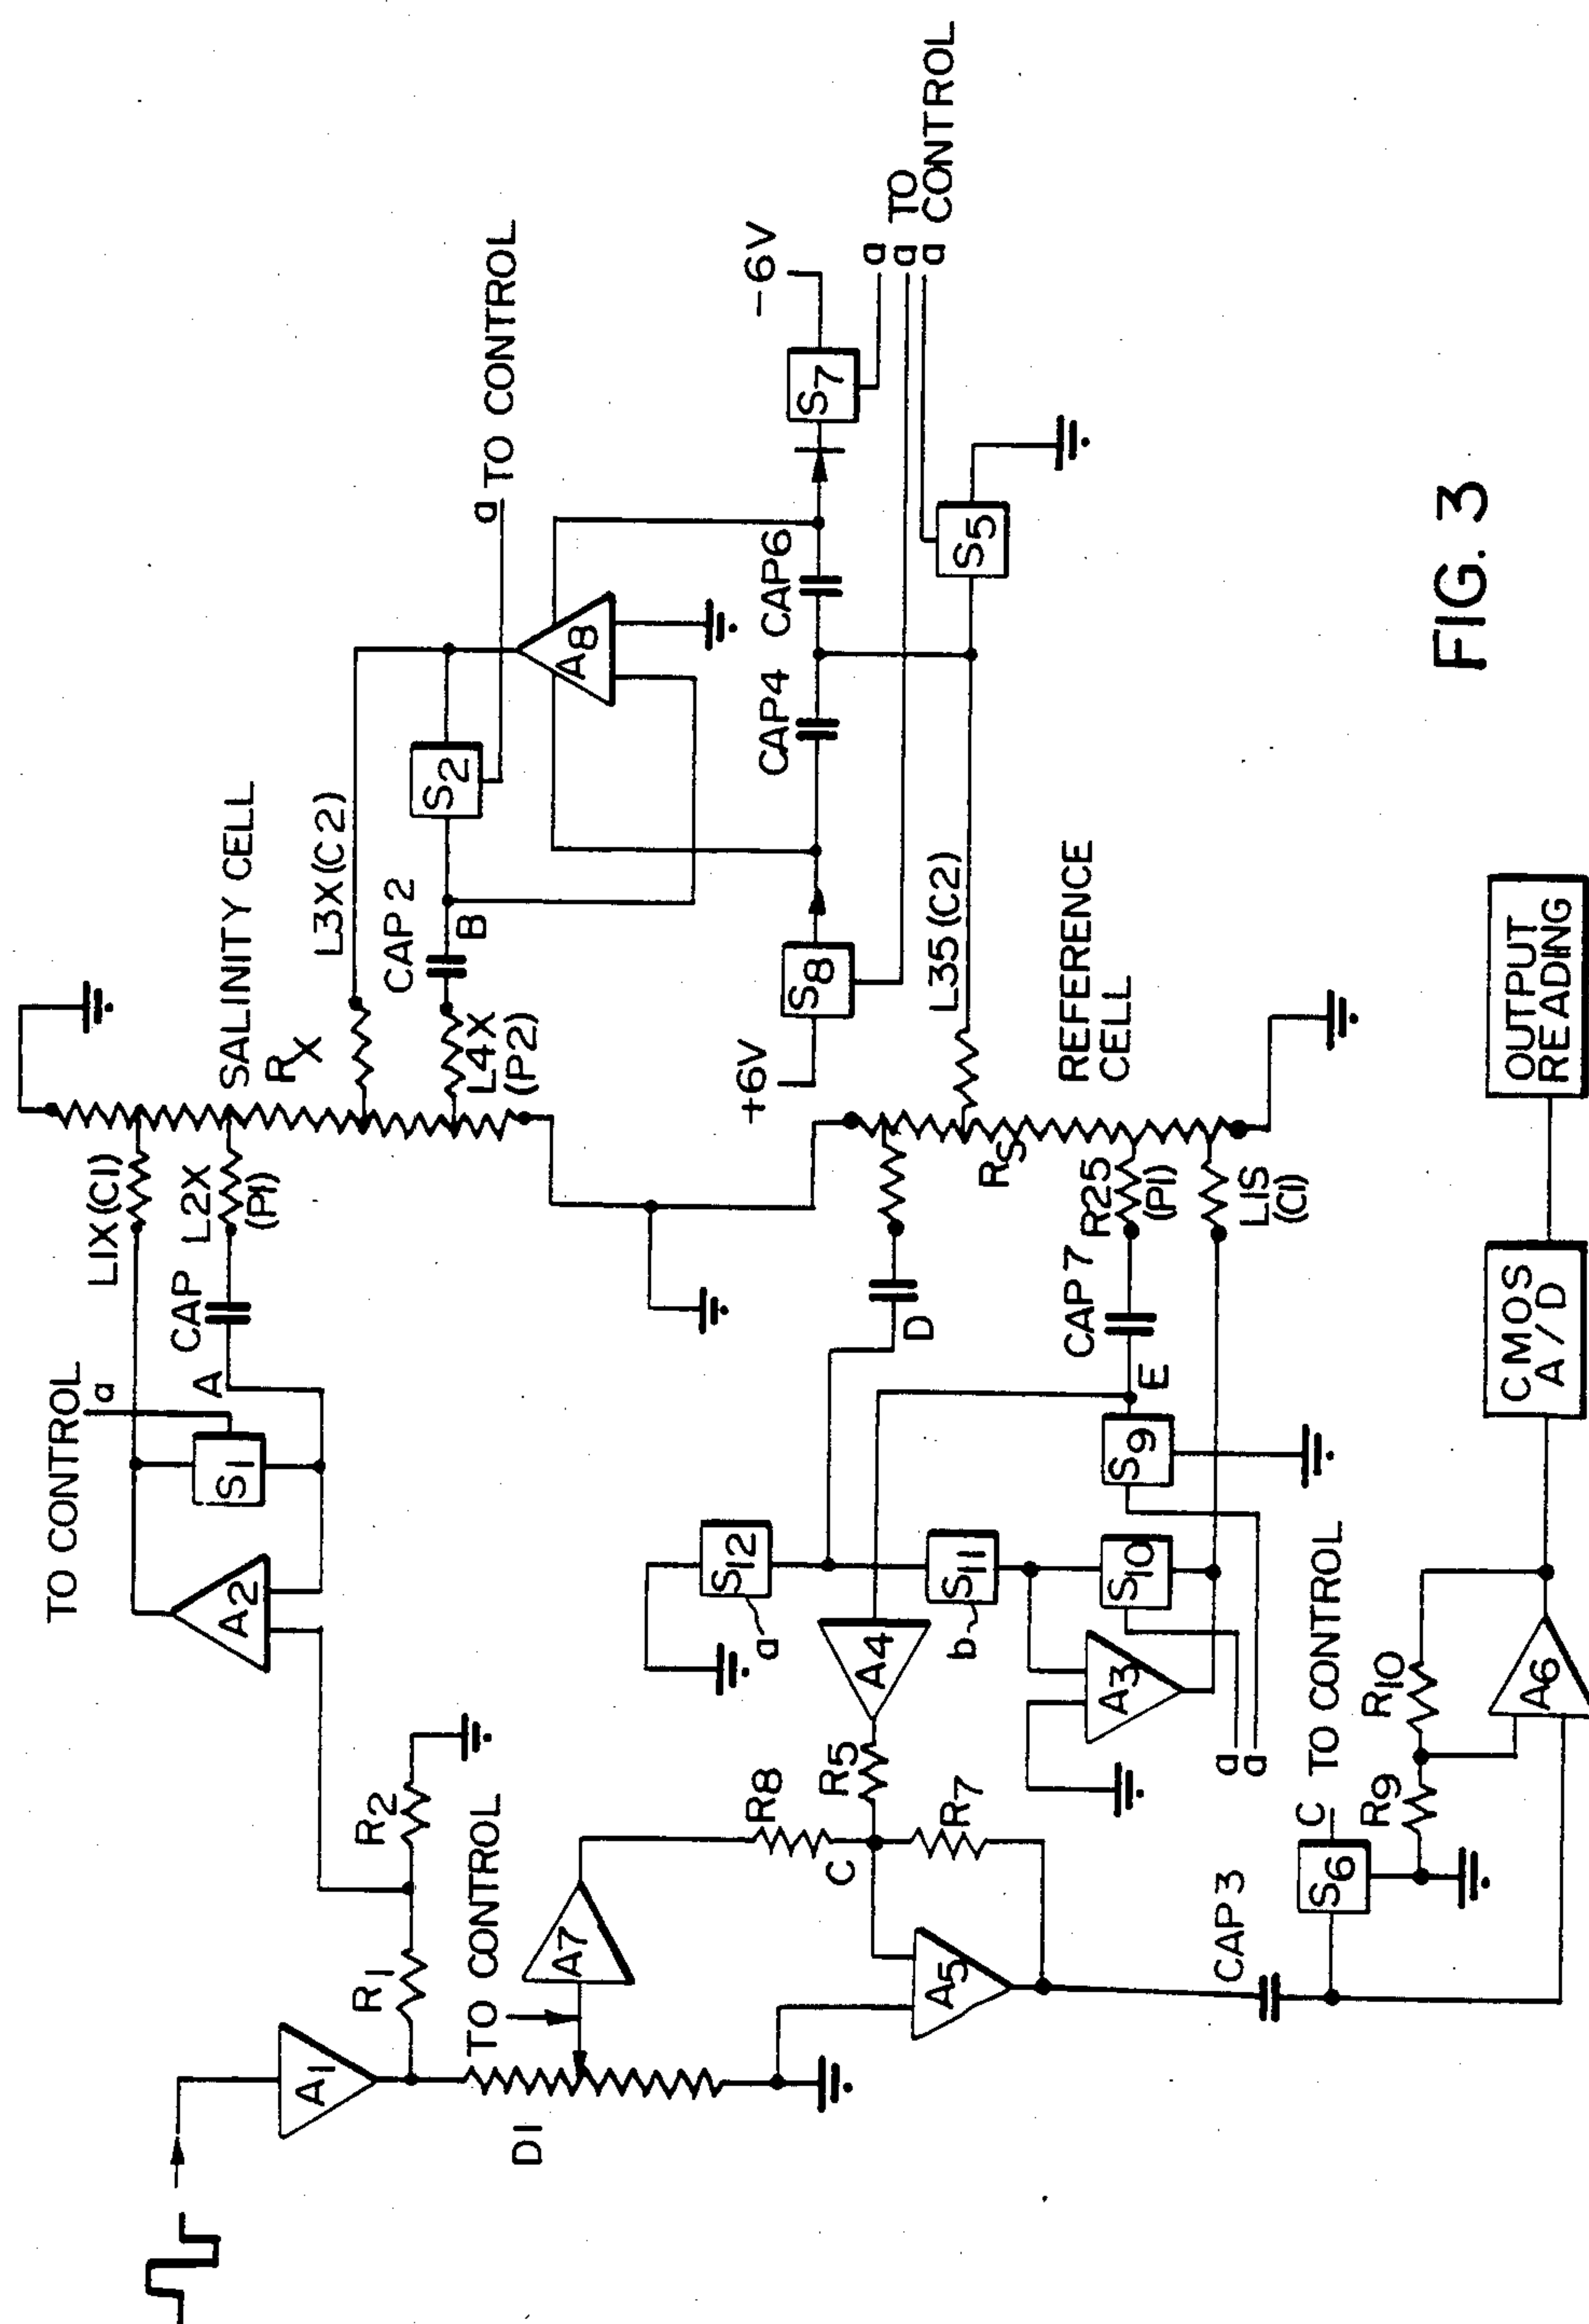 TO CONTROL
a
A2
S1
A
CAP
L1X(C1)
L2X
(P1)
SALINITY CELL
RX
L3X(C2)
CAP 2
B
L4X
(P2)
S2
a TO CONTROL
A8
A1
R1
R2
D1
TO CONTROL
A7
R8
C
R5
R7
A5
A4
S12
a
S11
b
S10
A3
a
a
S9
E
D
CAP 7
R25
(P1)
L1S
(C1)
RS
REFERENCE
CELL
L35(C2)
+6V
S8
CAP4
CAP6
S7
-6V
a
a TO
a CONTROL
S5
CAP 3
S6
C TO CONTROL
R9
R10
A6
CMOS
A/D
OUTPUT
READING
FIG. 3